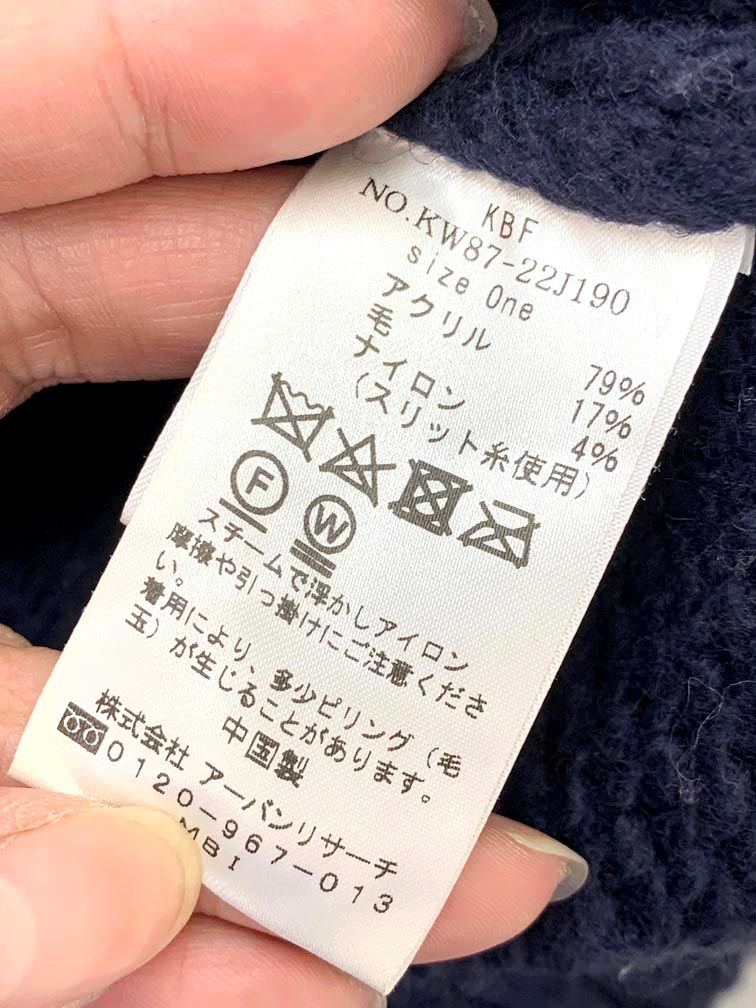 KBF
NO.KW87-22J190
size One
アクリル 79%
毛 17%
ナイロン 4%
(スリット糸使用)
F W
スチームで浮かしアイロン
摩擦や引っ掛けにご注意くださ
い。
着用により、多少ピリング(毛
玉)が生じることがあります。
中国製
株式会社 アーバンリサーチ
0120-967-013
MBI